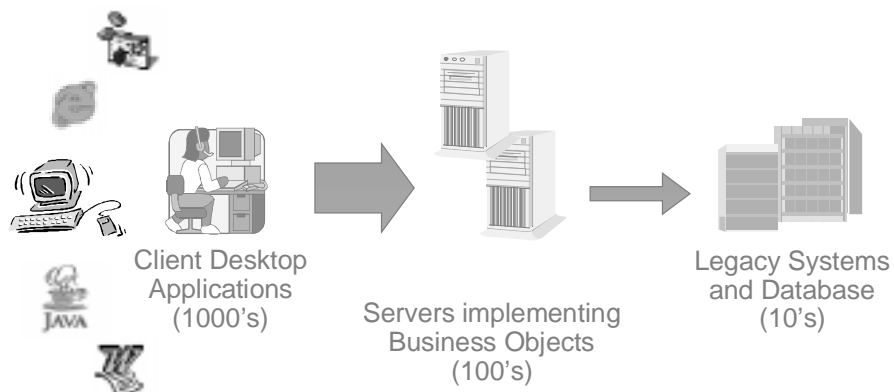 JAVA
Client Desktop
Applications
(1000's)
Servers implementing
Business Objects
(100's)
Legacy Systems
and Database
(10's)